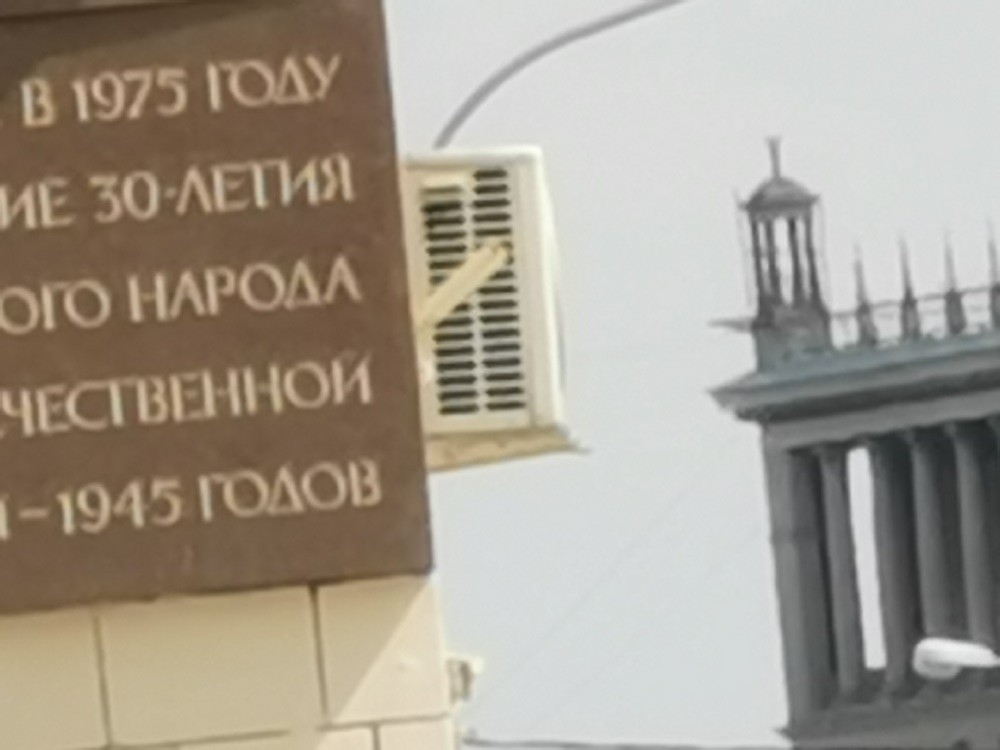 В 1975 ГОДУ
ИЕ 30-ЛЕТИЯ
ОГО НАРОДА
ЧЕСТВЕННОЙ
–1945 ГОДОВ